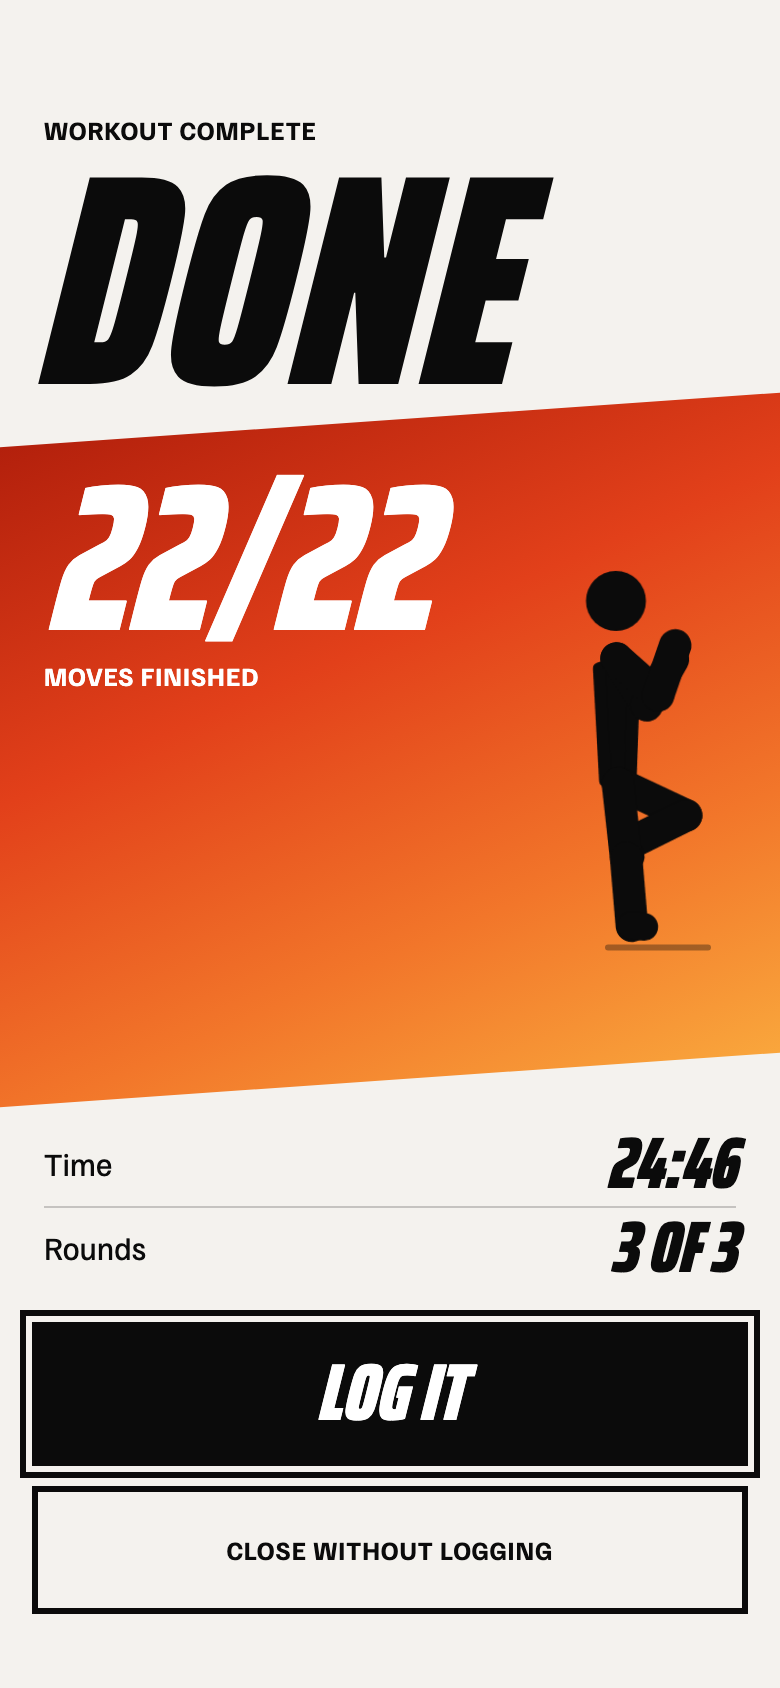 WORKOUT COMPLETE
DONE
22/22
MOVES FINISHED
Time 24:46
Rounds 3 OF 3
LOG IT
CLOSE WITHOUT LOGGING